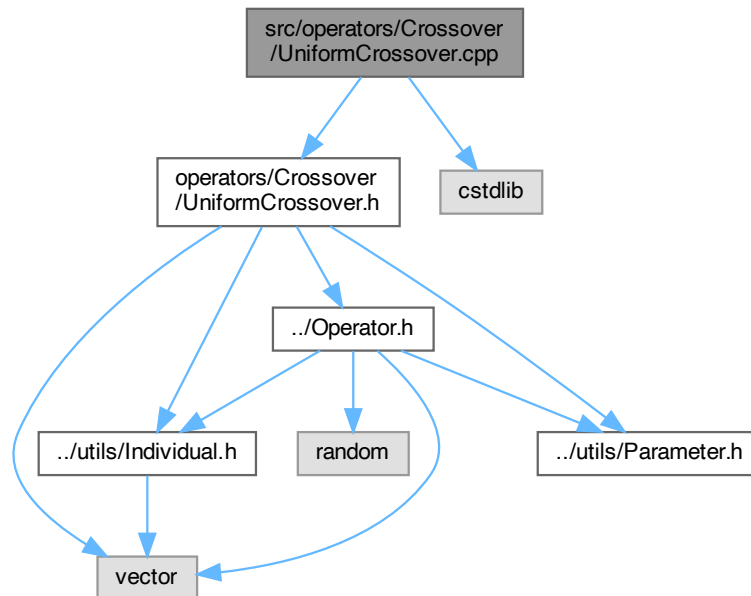 src/operators/Crossover
/UniformCrossover.cpp
operators/Crossover
/UniformCrossover.h
cstdlib
../Operator.h
../utils/Individual.h
random
../utils/Parameter.h
vector